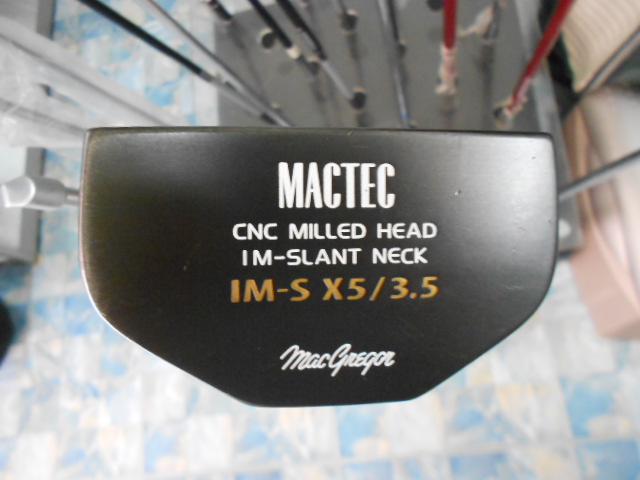 MACTEC
CNC MILLED HEAD
IM-SLANT NECK
IM-S X5/3.5
MacGregor